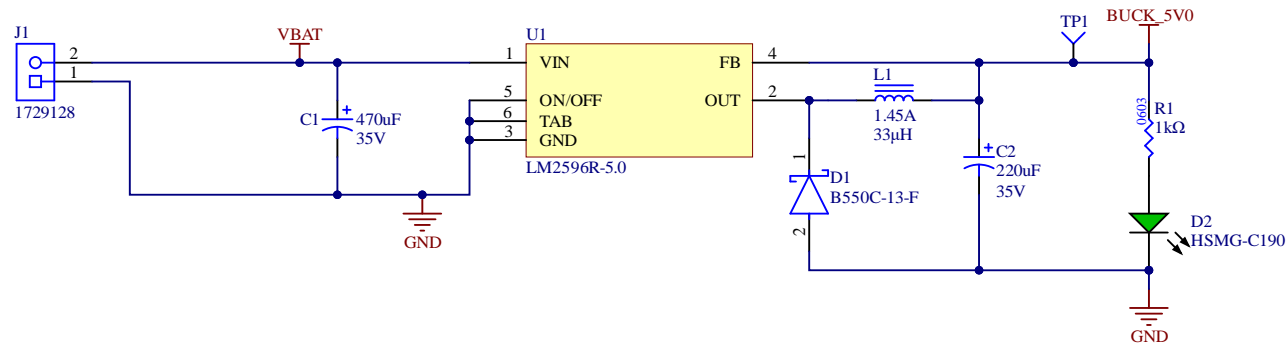 J1
2
1
1729128
VBAT
C1
470uF
35V
GND
U1
1
VIN
5
ON/OFF
6
TAB
3
GND
FB
4
OUT
2
LM2596R-5.0
L1
1.45A
33µH
1
D1
B550C-13-F
2
C2
220uF
35V
TP1
BUCK_5V0
0603
R1
1kΩ
D2
HSMG-C190
GND